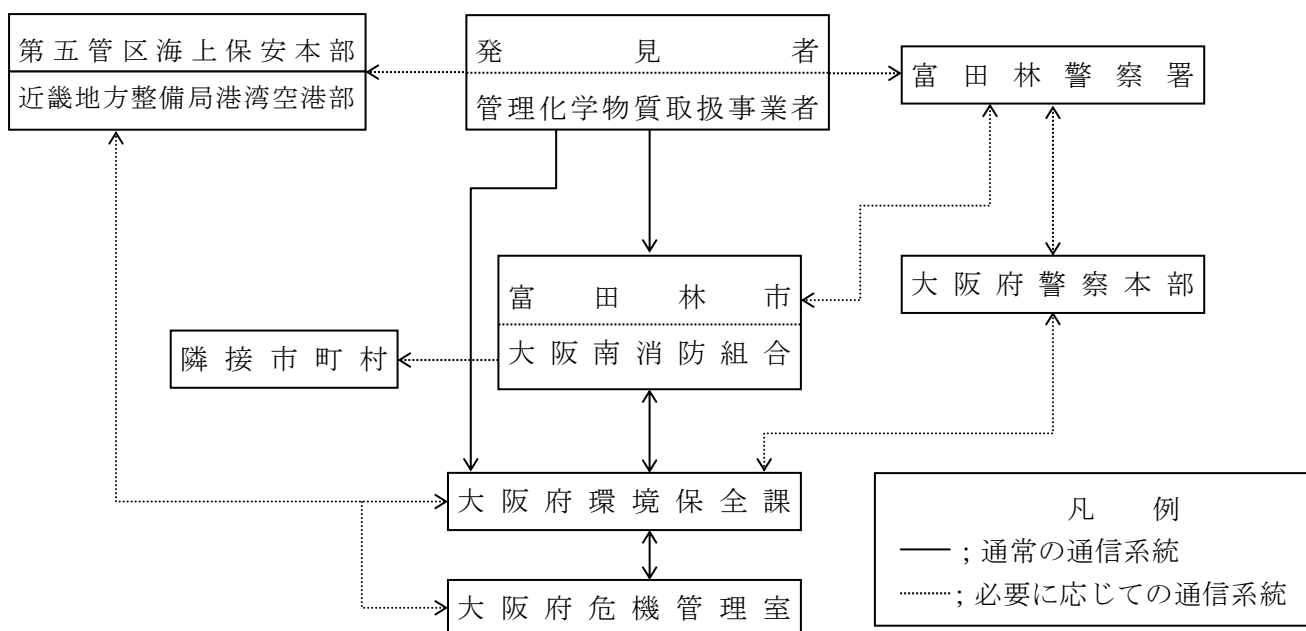 第五管区海上保安本部
近畿地方整備局港湾空港部
発見者
管理化学物質取扱事業者
富田林警察署
富田林市
大阪南消防組合
大阪府警察本部
隣接市町村
大阪府環境保全課
大阪府危機管理室
凡例
；通常の通信系統
；必要に応じての通信系統